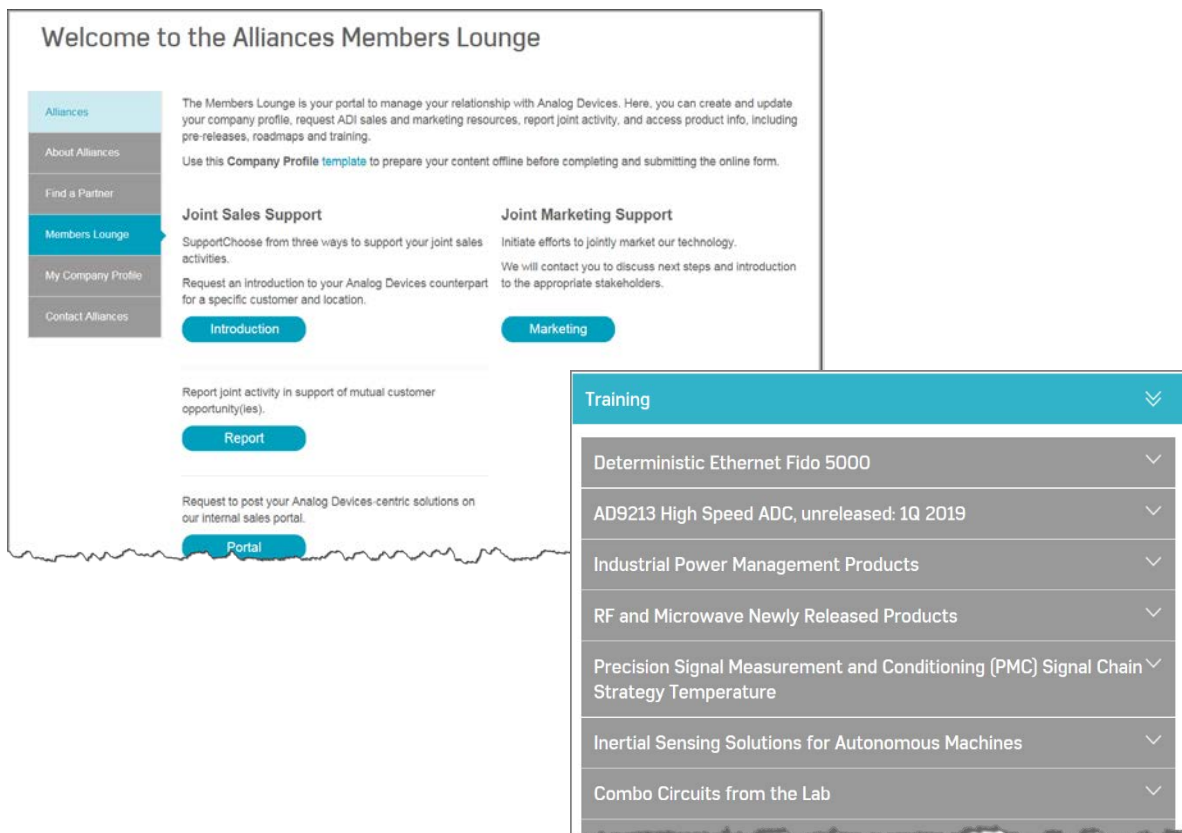 Welcome to the Alliances Members Lounge
Alliances
About Alliances
Find a Partner
Members Lounge
My Company Profile
Contact Alliances
The Members Lounge is your portal to manage your relationship with Analog Devices. Here, you can create and update
your company profile, request ADI sales and marketing resources, report joint activity, and access product info, including
pre-releases, roadmaps and training.
Use this Company Profile template to prepare your content offline before completing and submitting the online form.
Joint Sales Support
SupportChoose from three ways to support your joint sales
activities.
Request an introduction to your Analog Devices counterpart
for a specific customer and location.
Introduction
Report joint activity in support of mutual customer
opportunity(ies).
Report
Request to post your Analog Devices-centric solutions on
our internal sales portal.
Portal
Joint Marketing Support
Initiate efforts to jointly market our technology.
We will contact you to discuss next steps and introduction
to the appropriate stakeholders.
Marketing
Training
Deterministic Ethernet Fido 5000
AD9213 High Speed ADC, unreleased: 1Q 2019
Industrial Power Management Products
RF and Microwave Newly Released Products
Precision Signal Measurement and Conditioning (PMC) Signal Chain
Strategy Temperature
Inertial Sensing Solutions for Autonomous Machines
Combo Circuits from the Lab